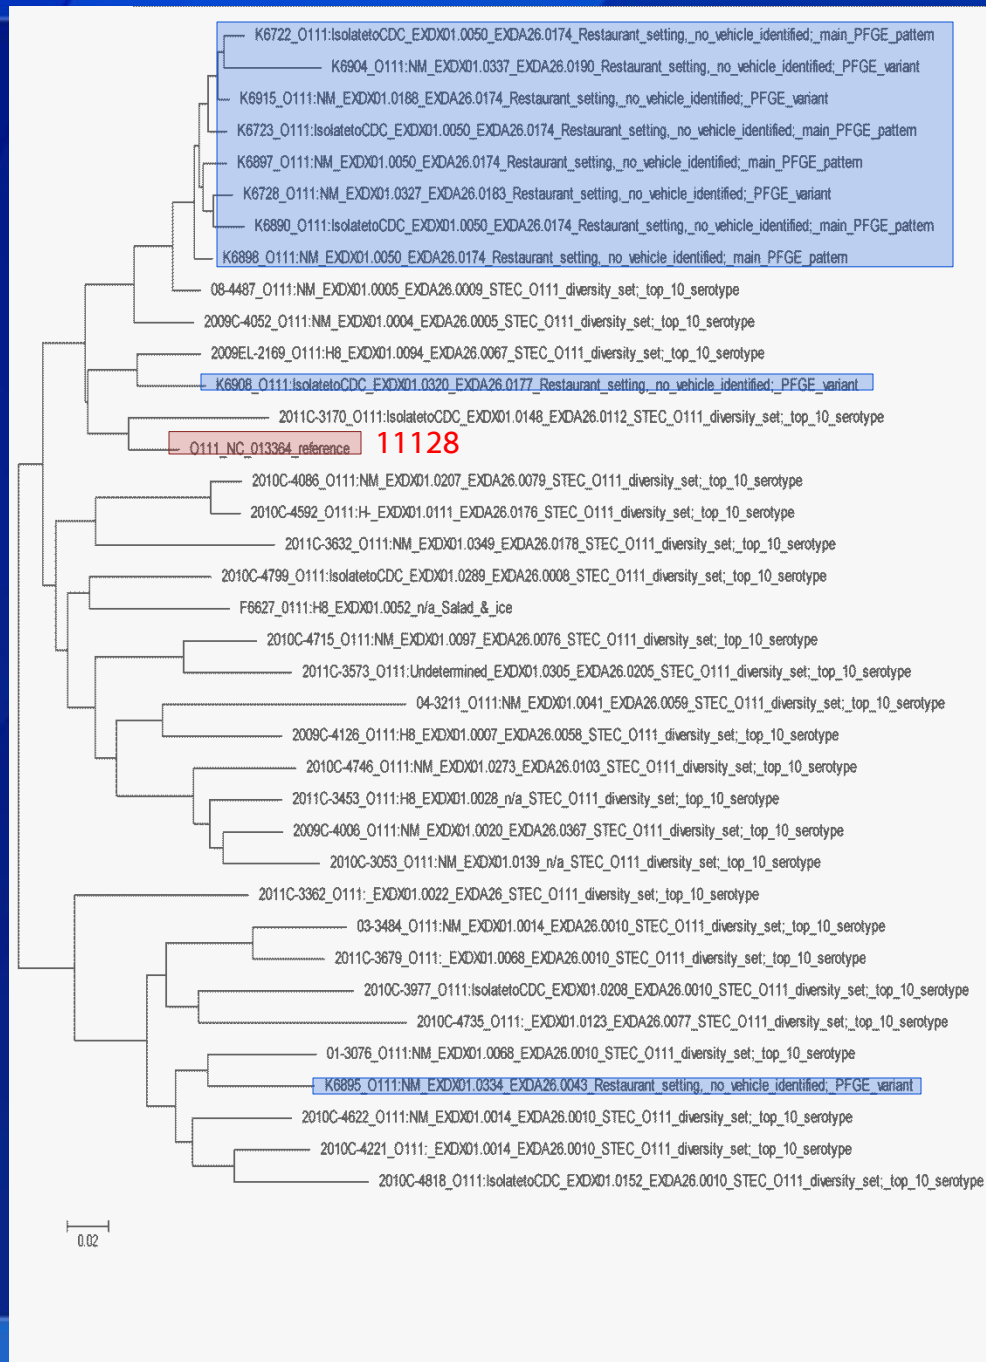 K6722_O111:IsolatetoCDC_EXDX01.0050_EXDA26.0174_Restaurant_setting,_no_vehicle_identified;_main_PFGE_pattern
K6904_O111:NM_EXDX01.0337_EXDA26.0190_Restaurant_setting,_no_vehicle_identified;_PFGE_variant
K6915_O111:NM_EXDX01.0188_EXDA26.0174_Restaurant_setting,_no_vehicle_identified;_PFGE_variant
K6723_O111:IsolatetoCDC_EXDX01.0050_EXDA26.0174_Restaurant_setting,_no_vehicle_identified;_main_PFGE_pattern
K6897_O111:NM_EXDX01.0050_EXDA26.0174_Restaurant_setting,_no_vehicle_identified;_main_PFGE_pattern
K6728_O111:NM_EXDX01.0327_EXDA26.0183_Restaurant_setting,_no_vehicle_identified;_PFGE_variant
K6890_O111:IsolatetoCDC_EXDX01.0050_EXDA26.0174_Restaurant_setting,_no_vehicle_identified;_main_PFGE_pattern
K6898_O111:NM_EXDX01.0050_EXDA26.0174_Restaurant_setting,_no_vehicle_identified;_main_PFGE_pattern
08-4487_O111:NM_EXDX01.0005_EXDA26.0009_STEC_O111_diversity_set;_top_10_serotype
2009C-4052_O111:NM_EXDX01.0004_EXDA26.0005_STEC_O111_diversity_set;_top_10_serotype
2009EL-2169_O111:H8_EXDX01.0094_EXDA26.0067_STEC_O111_diversity_set;_top_10_serotype
K6908_O111:IsolatetoCDC_EXDX01.0320_EXDA26.0177_Restaurant_setting,_no_vehicle_identified;_PFGE_variant
2011C-3170_O111:IsolatetoCDC_EXDX01.0148_EXDA26.0112_STEC_O111_diversity_set;_top_10_serotype
O111_NC_013364_reference 11128
2010C-4086_O111:NM_EXDX01.0207_EXDA26.0079_STEC_O111_diversity_set;_top_10_serotype
2010C-4592_O111:H-_EXDX01.0111_EXDA26.0176_STEC_O111_diversity_set;_top_10_serotype
2011C-3632_O111:NM_EXDX01.0349_EXDA26.0178_STEC_O111_diversity_set;_top_10_serotype
2010C-4799_O111:IsolatetoCDC_EXDX01.0289_EXDA26.0008_STEC_O111_diversity_set;_top_10_serotype
F6627_0111:H8_EXDX01.0052_n/a_Salad_&_ice
2010C-4715_O111:NM_EXDX01.0097_EXDA26.0076_STEC_O111_diversity_set;_top_10_serotype
2011C-3573_O111:Undetermined_EXDX01.0305_EXDA26.0205_STEC_O111_diversity_set;_top_10_serotype
04-3211_O111:NM_EXDX01.0041_EXDA26.0059_STEC_O111_diversity_set;_top_10_serotype
2009C-4126_O111:H8_EXDX01.0007_EXDA26.0058_STEC_O111_diversity_set;_top_10_serotype
2010C-4746_O111:NM_EXDX01.0273_EXDA26.0103_STEC_O111_diversity_set;_top_10_serotype
2011C-3453_O111:H8_EXDX01.0028_n/a_STEC_O111_diversity_set;_top_10_serotype
2009C-4006_O111:NM_EXDX01.0020_EXDA26.0367_STEC_O111_diversity_set;_top_10_serotype
2010C-3053_O111:NM_EXDX01.0139_n/a_STEC_O111_diversity_set;_top_10_serotype
2011C-3362_O111:_EXDX01.0022_EXDA26_STEC_O111_diversity_set;_top_10_serotype
03-3484_O111:NM_EXDX01.0014_EXDA26.0010_STEC_O111_diversity_set;_top_10_serotype
2011C-3679_O111:_EXDX01.0068_EXDA26.0010_STEC_O111_diversity_set;_top_10_serotype
2010C-3977_O111:IsolatetoCDC_EXDX01.0208_EXDA26.0010_STEC_O111_diversity_set;_top_10_serotype
2010C-4735_O111:_EXDX01.0123_EXDA26.0077_STEC_O111_diversity_set;_top_10_serotype
01-3076_O111:NM_EXDX01.0068_EXDA26.0010_STEC_O111_diversity_set;_top_10_serotype
K6895_O111:NM_EXDX01.0334_EXDA26.0043_Restaurant_setting,_no_vehicle_identified;_PFGE_variant
2010C-4622_O111:NM_EXDX01.0014_EXDA26.0010_STEC_O111_diversity_set;_top_10_serotype
2010C-4221_O111:_EXDX01.0014_EXDA26.0010_STEC_O111_diversity_set;_top_10_serotype
2010C-4818_O111:IsolatetoCDC_EXDX01.0152_EXDA26.0010_STEC_O111_diversity_set;_top_10_serotype
0.02